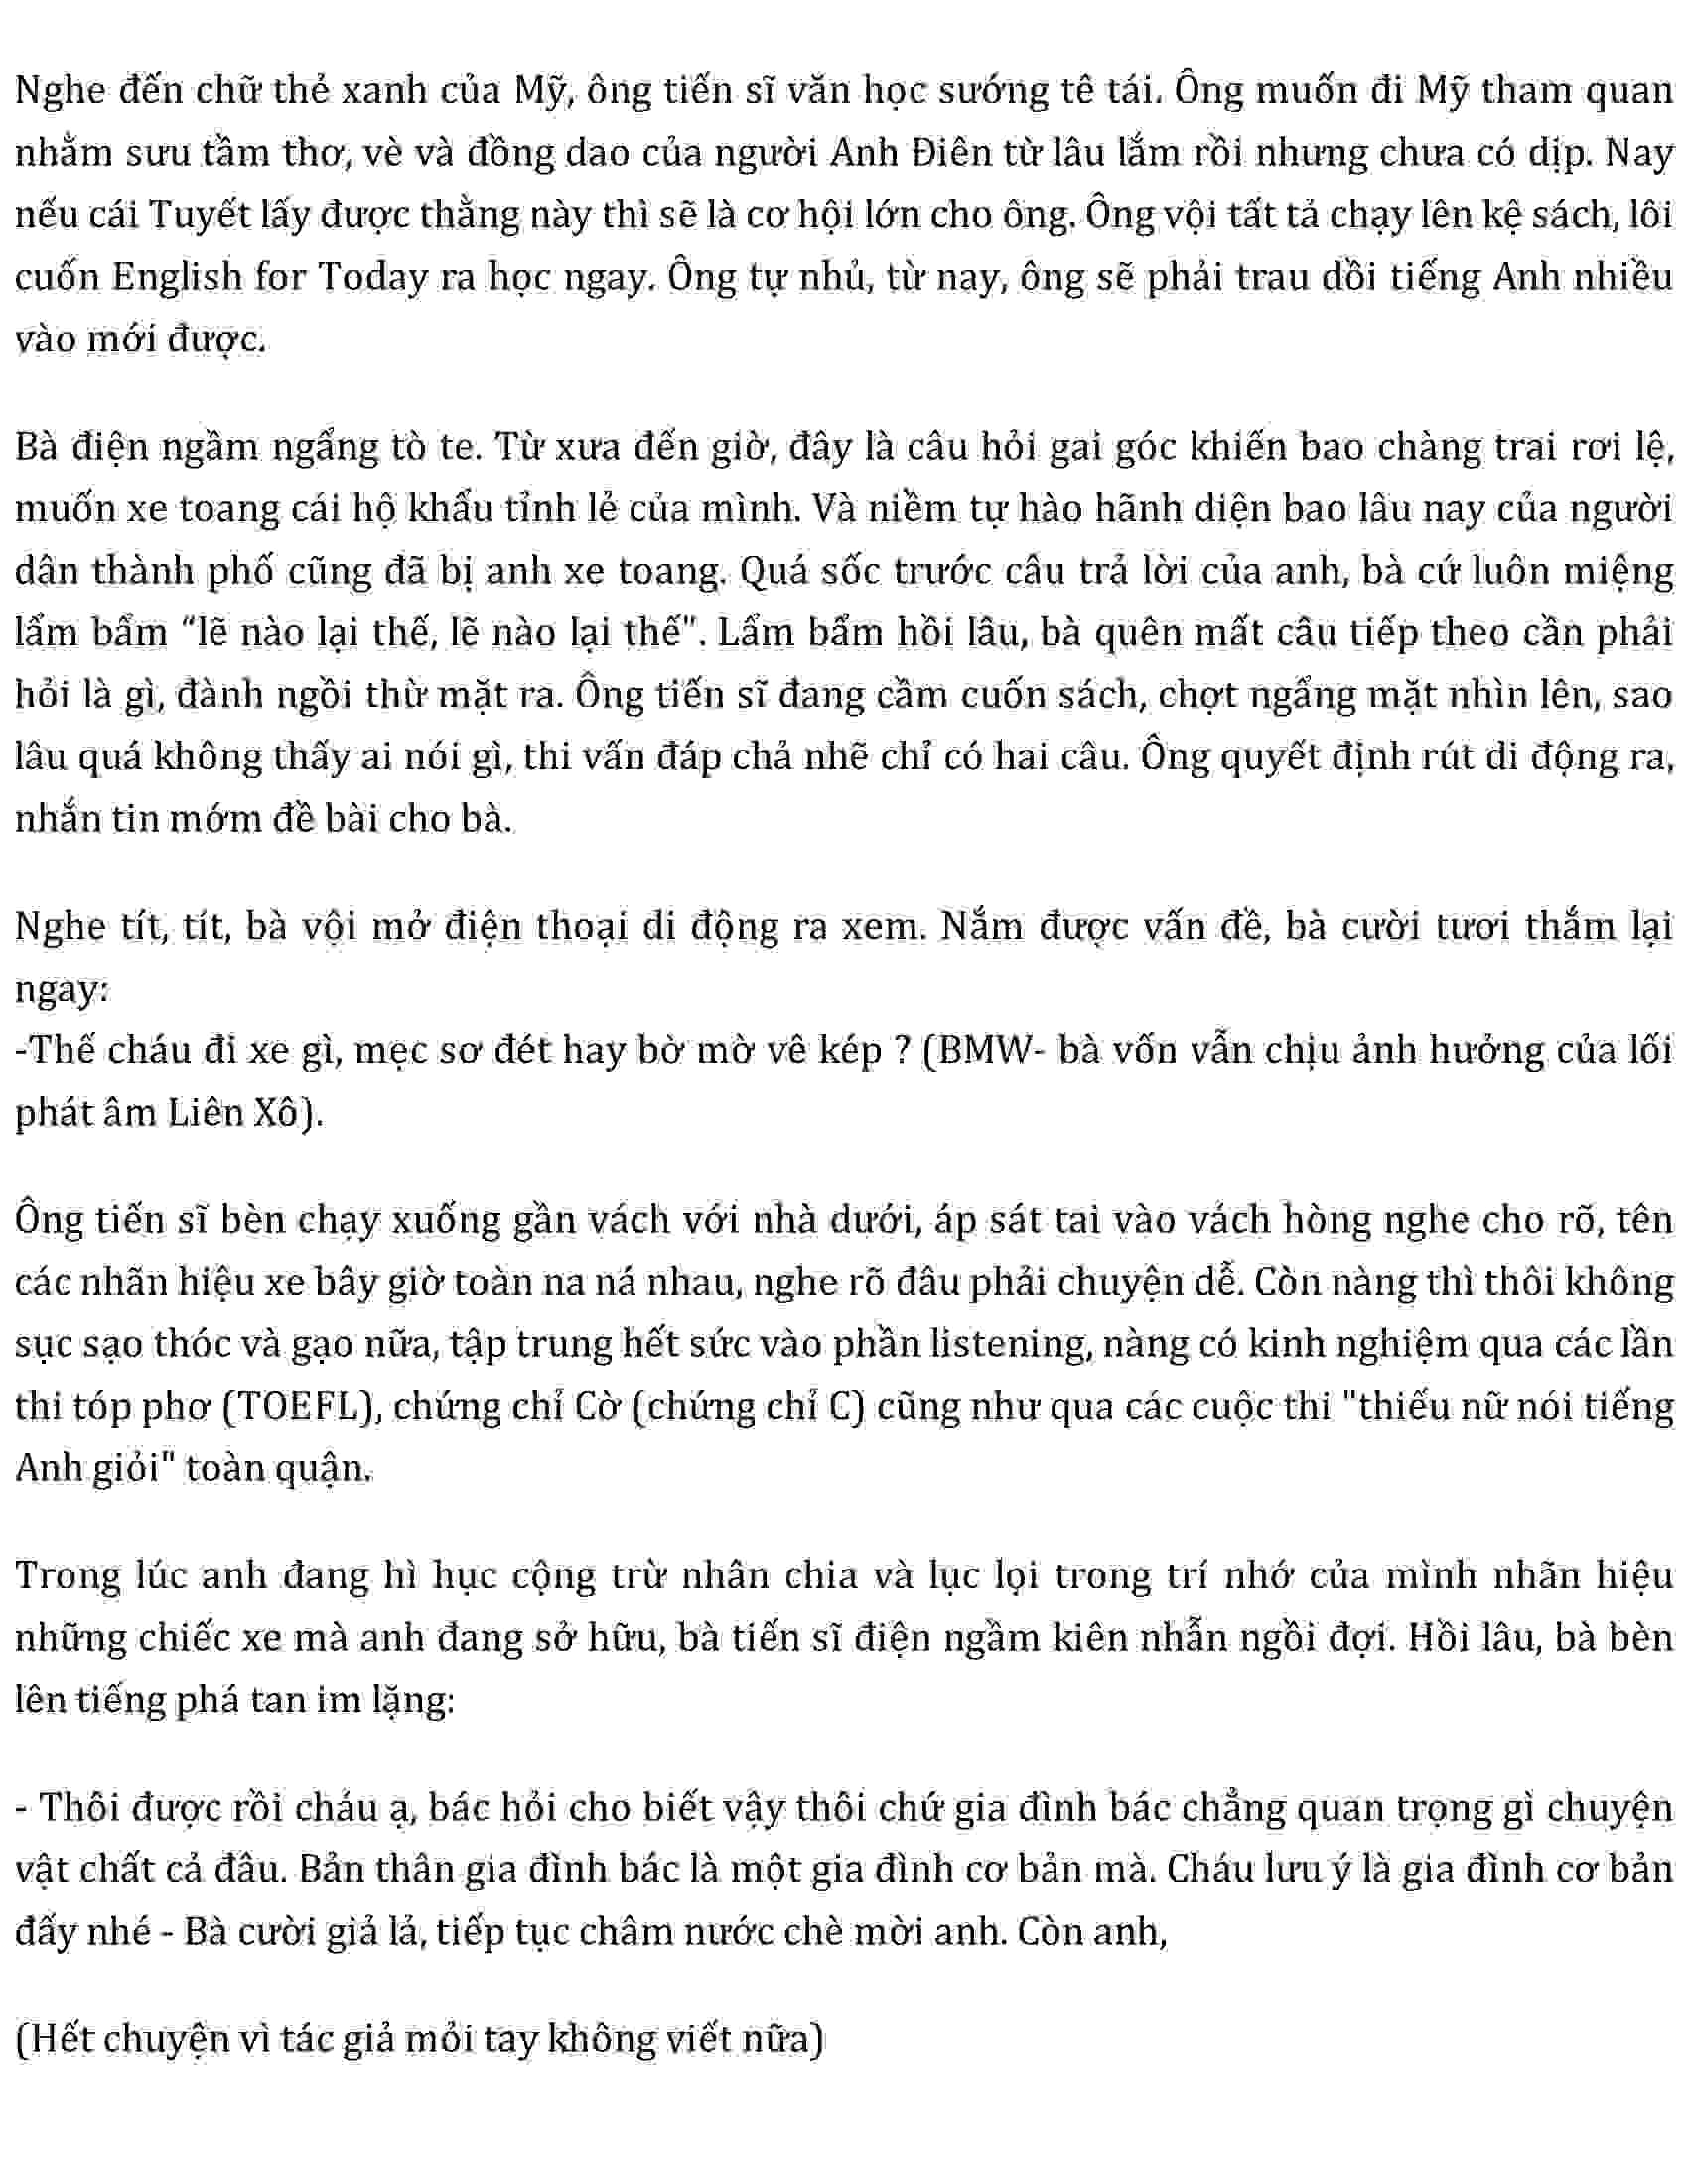 Nghe đến chữ thẻ xanh của Mỹ, ông tiến sĩ văn học sướng tê tái. Ông muốn đi Mỹ tham quan
nhằm sưu tầm thơ, vè và đồng dao của người Anh Điên từ lâu lắm rồi nhưng chưa có dịp. Nay
nếu cái Tuyết lấy được thằng này thì sẽ là cơ hội lớn cho ông. Ông vội tất tả chạy lên kệ sách, lôi
cuốn English for Today ra học ngay. Ông tự nhủ, từ nay, ông sẽ phải trau dồi tiếng Anh nhiều
vào mới được.
Bà điện ngầm ngẩng tò te. Từ xưa đến giờ, đây là câu hỏi gai góc khiến bao chàng trai rơi lệ,
muốn xe toang cái hộ khẩu tỉnh lẻ của mình. Và niềm tự hào hãnh diện bao lâu nay của người
dân thành phố cũng đã bị anh xe toang. Quá sốc trước câu trả lời của anh, bà cứ luôn miệng
lẩm bẩm “lẽ nào lại thế, lẽ nào lại thế". Lẩm bẩm hồi lâu, bà quên mất câu tiếp theo cần phải
hỏi là gì, đành ngồi thừ mặt ra. Ông tiến sĩ đang cầm cuốn sách, chợt ngẩng mặt nhìn lên, sao
lâu quá không thấy ai nói gì, thi vấn đáp chả nhẽ chỉ có hai câu. Ông quyết định rút di động ra,
nhắn tin mớm đề bài cho bà.
Nghe tít, tít, bà vội mở điện thoại di động ra xem. Nắm được vấn đề, bà cười tươi thắm lại
ngay:
-Thế cháu đi xe gì, mẹc sơ đét hay bờ mờ vê kép ? (BMW- bà vốn vẫn chịu ảnh hưởng của lối
phát âm Liên Xô).
Ông tiến sĩ bèn chạy xuống gần vách với nhà dưới, áp sát tai vào vách hòng nghe cho rõ, tên
các nhãn hiệu xe bây giờ toàn na ná nhau, nghe rõ đâu phải chuyện dễ. Còn nàng thì thôi không
sục sạo thóc và gạo nữa, tập trung hết sức vào phần listening, nàng có kinh nghiệm qua các lần
thi tóp phơ (TOEFL), chứng chỉ Cờ (chứng chỉ C) cũng như qua các cuộc thi "thiếu nữ nói tiếng
Anh giỏi" toàn quận.
Trong lúc anh đang hì hục cộng trừ nhân chia và lục lọi trong trí nhớ của mình nhãn hiệu
những chiếc xe mà anh đang sở hữu, bà tiến sĩ điện ngầm kiên nhẫn ngồi đợi. Hồi lâu, bà bèn
lên tiếng phá tan im lặng:
- Thôi được rồi cháu ạ, bác hỏi cho biết vậy thôi chứ gia đình bác chẳng quan trọng gì chuyện
vật chất cả đâu. Bản thân gia đình bác là một gia đình cơ bản mà. Cháu lưu ý là gia đình cơ bản
đấy nhé - Bà cười giả lả, tiếp tục châm nước chè mời anh. Còn anh,
(Hết chuyện vì tác giả mỏi tay không viết nữa)